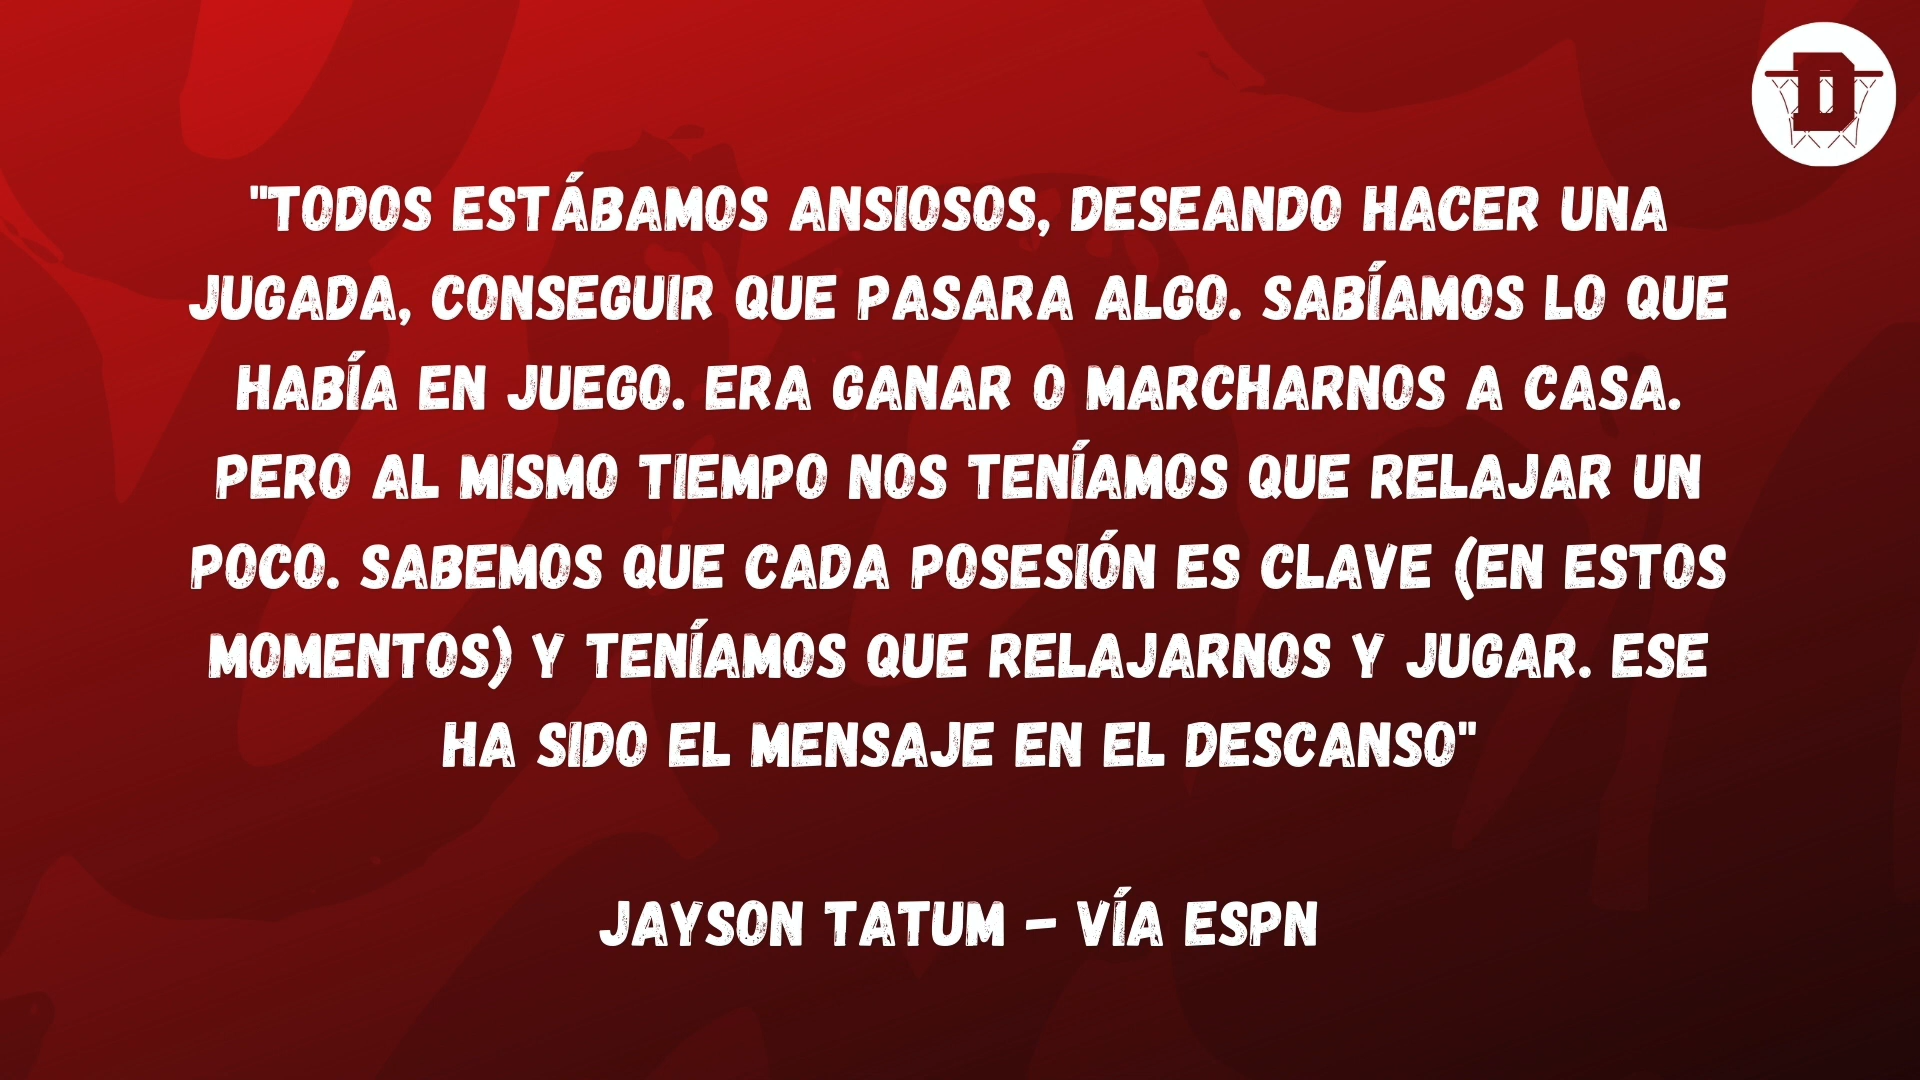 "TODOS ESTÁBAMOS ANSIOSOS, DESEANDO HACER UNA
JUGADA, CONSEGUIR QUE PASARA ALGO. SABÍAMOS LO QUE
HABÍA EN JUEGO. ERA GANAR O MARCHARNOS A CASA.
PERO AL MISMO TIEMPO NOS TENÍAMOS QUE RELAJAR UN
POCO. SABEMOS QUE CADA POSESIÓN ES CLAVE (EN ESTOS
MOMENTOS) Y TENÍAMOS QUE RELAJARNOS Y JUGAR. ESE
HA SIDO EL MENSAJE EN EL DESCANSO"
JAYSON TATUM - VÍA ESPN
D